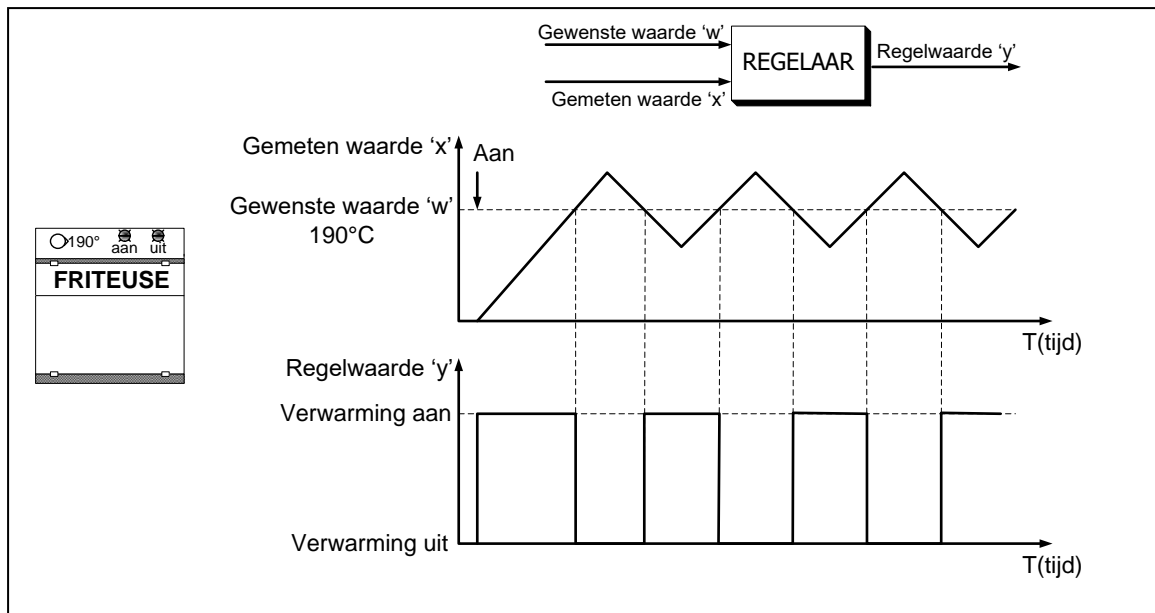 Gewenste waarde ‘w’
REGELAAR
Regelwaarde ‘y’
Gemeten waarde ‘x’
Gemeten waarde ‘x’
Aan
Gewenste waarde ‘w’
190°C
190°
aan
uit
FRITEUSE
T(tijd)
Regelwaarde ‘y’
Verwarming aan
Verwarming uit
T(tijd)